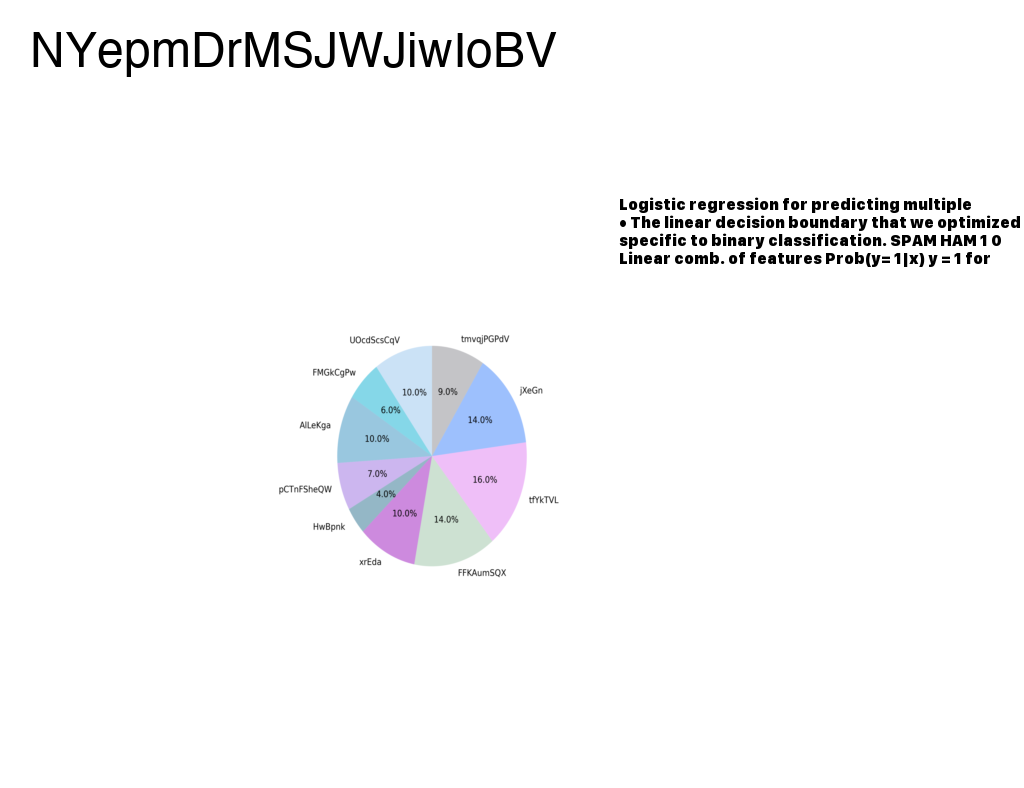 NYepmDrMSJWJiwIoBV
Logistic regression for predicting multiple
• The linear decision boundary that we optimized
specific to binary classification. SPAM HAM 1 0
Linear comb. of features Prob(y= 1|x) y = 1 for
UOcdScsCqV
tmvqjPGPdV
FMGkCgPw
jXeGn
10.0%
9.0%
6.0%
14.0%
AlLeKga
10.0%
7.0%
16.0%
pCTnFSheQW
4.0%
tfYkTVL
10.0%
14.0%
HwBpnk
xrEda
FFKAumSQX